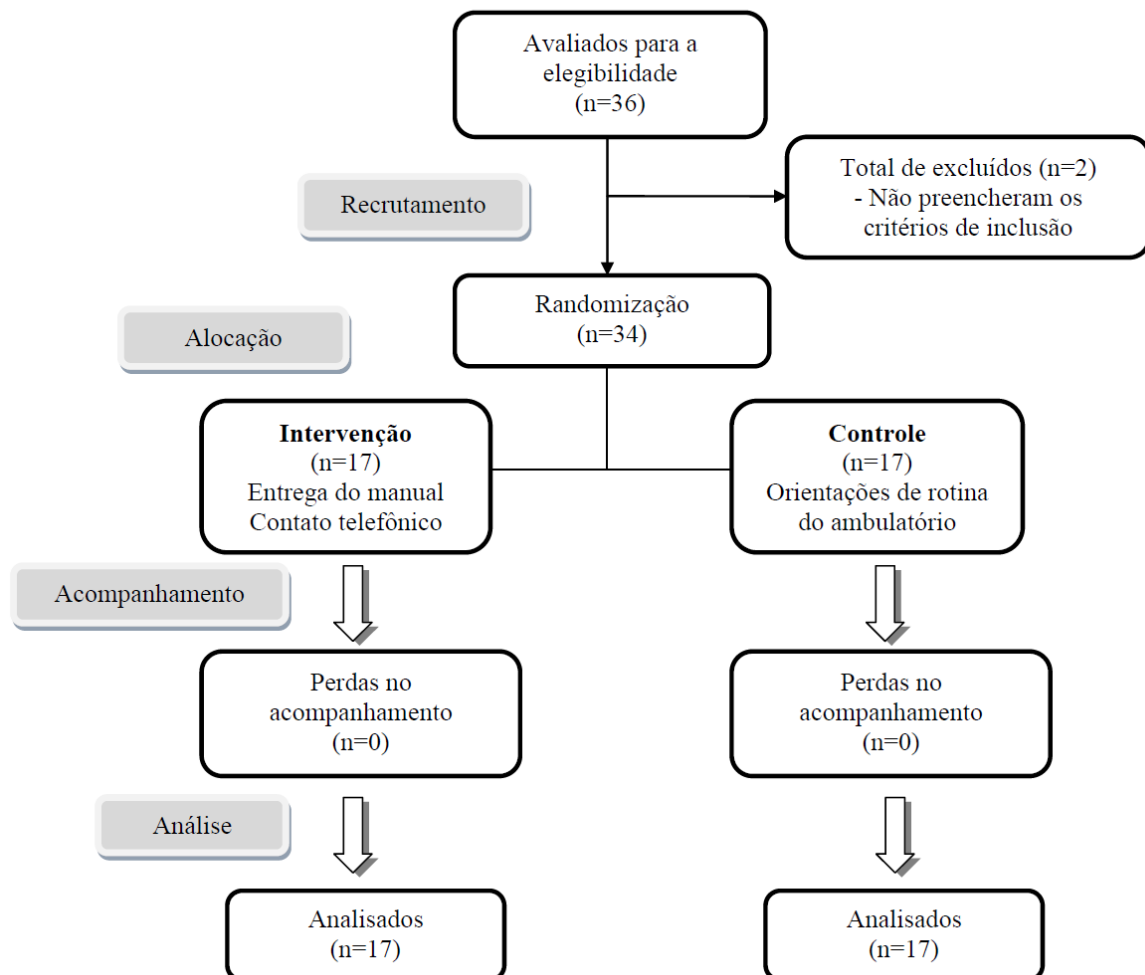 Avaliados para a
elegibilidade
(n=36)
Total de excluídos (n=2)
- Não preencheram os
critérios de inclusão
Recrutamento
Randomização
(n=34)
Alocação
Intervenção
(n=17)
Entrega do manual
Contato telefônico
Controle
(n=17)
Orientações de rotina
do ambulatório
Acompanhamento
Perdas no
acompanhamento
(n=0)
Perdas no
acompanhamento
(n=0)
Análise
Analisados
(n=17)
Analisados
(n=17)